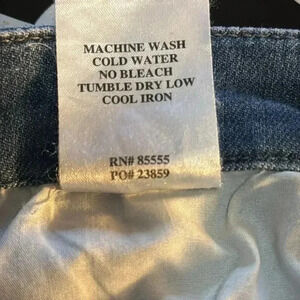 MACHINE WASH
COLD WATER
NO BLEACH
TUMBLE DRY LOW
COOL IRON
RN# 85555
PO# 23859